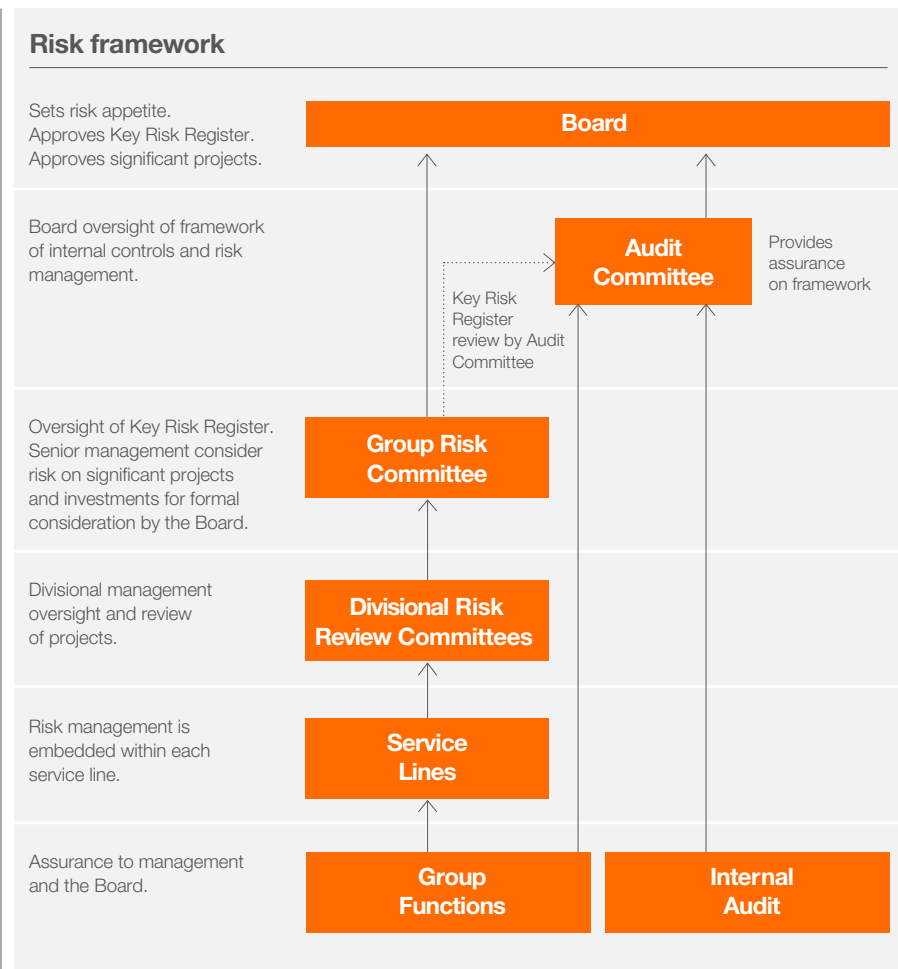 Risk framework
Sets risk appetite.
Approves Key Risk Register.
Approves significant projects.
Board
Board oversight of framework
of internal controls and risk
management.
Audit
Committee
Provides
assurance
on framework
Key Risk
Register
review by Audit
Committee
Oversight of Key Risk Register.
Senior management consider
risk on significant projects
and investments for formal
consideration by the Board.
Group Risk
Committee
Divisional management
oversight and review
of projects.
Divisional Risk
Review Committees
Risk management is
embedded within each
service line.
Service
Lines
Assurance to management
and the Board.
Group
Functions
Internal
Audit